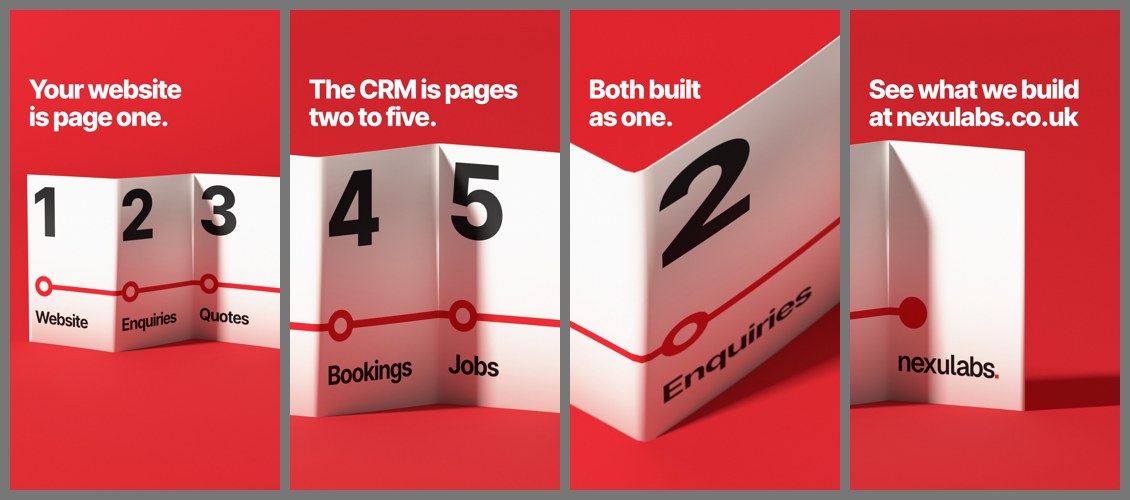 Your website
is page one.
1
2
3
Website
Enquiries
Quotes
The CRM is pages
two to five.
4
5
Bookings
Jobs
Both built
as one.
2
Enquiries
See what we build
at nexulabs.co.uk
nexulabs.